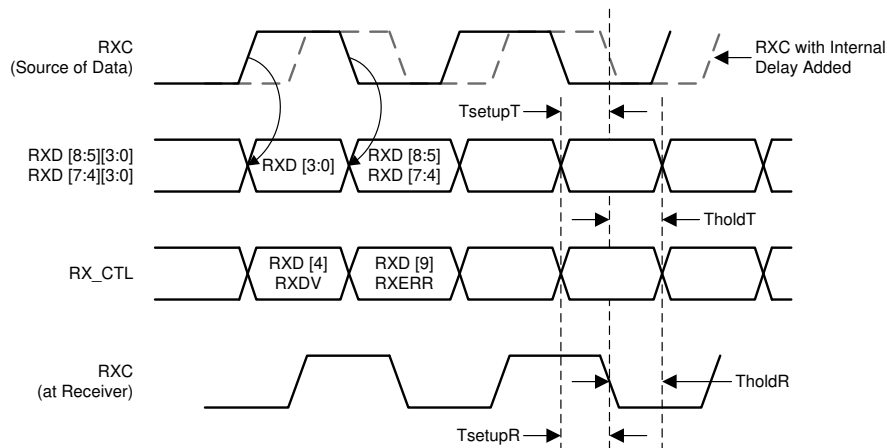 RXC
(Source of Data)
RXC with Internal
Delay Added
TsetupT
RXD [8:5][3:0]
RXD [7:4][3:0]
RXD [3:0]
RXD [8:5]
RXD [7:4]
TholdT
RX_CTL
RXD [4]
RXDV
RXD [9]
RXERR
RXC
(at Receiver)
TholdR
TsetupR